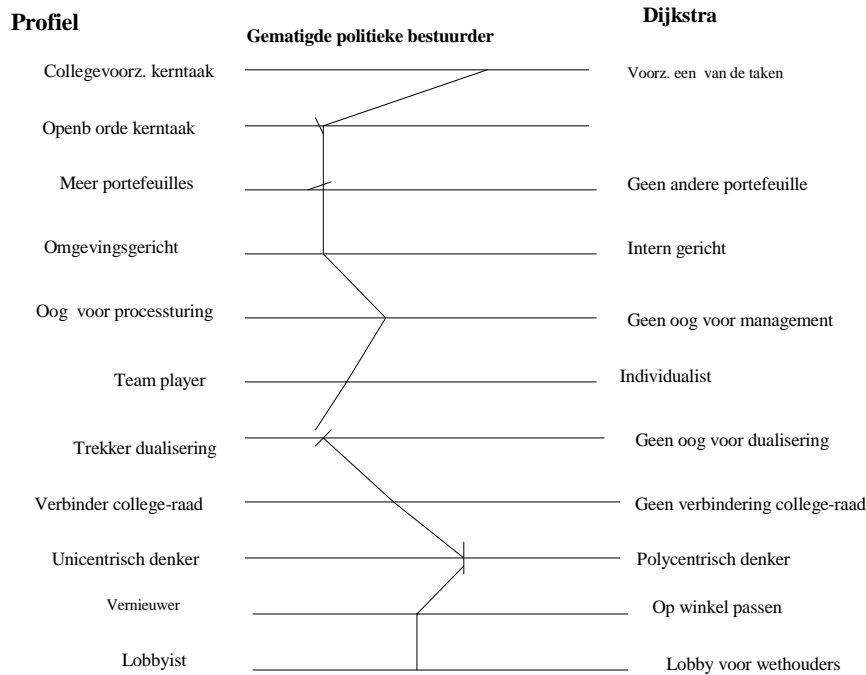 Profiel
Gematigde politieke bestuurder
Dijkstra
Collegevoorz. kerntaak
Voorz. een van de taken
Openb orde kerntaak
Meer portefeuilles
Geen andere portefeuille
Omgevingsgericht
Intern gericht
Oog voor processturing
Geen oog voor management
Team player
Individualist
Trekker dualisering
Geen oog voor dualisering
Verbinder college-raad
Geen verbindering college-raad
Unicentrisch denker
Polycentrisch denker
Vernieuwer
Op winkel passen
Lobbyist
Lobby voor wethouders